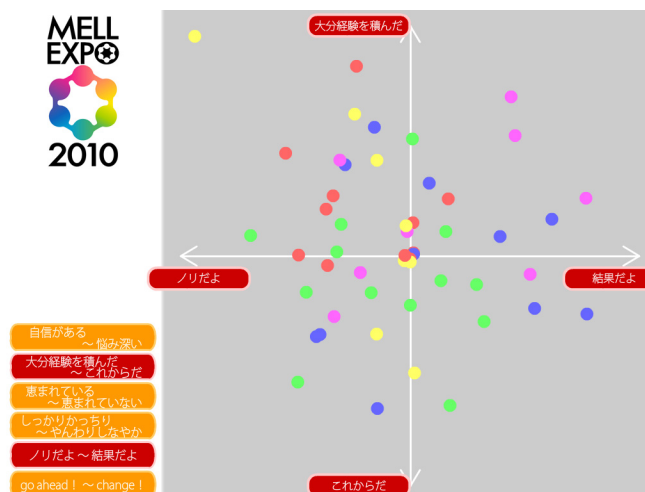 MELL
EXPO
2010
大分経験を積んだ
ノリだよ
結果だよ
これからだ
自信がある
～悩み深い
大分経験を積んだ
～これからだ
恵まれている
～恵まれていない
しっかりかっちり
～やんわりしなやか
ノリだよ～結果だよ
go ahead！～change！